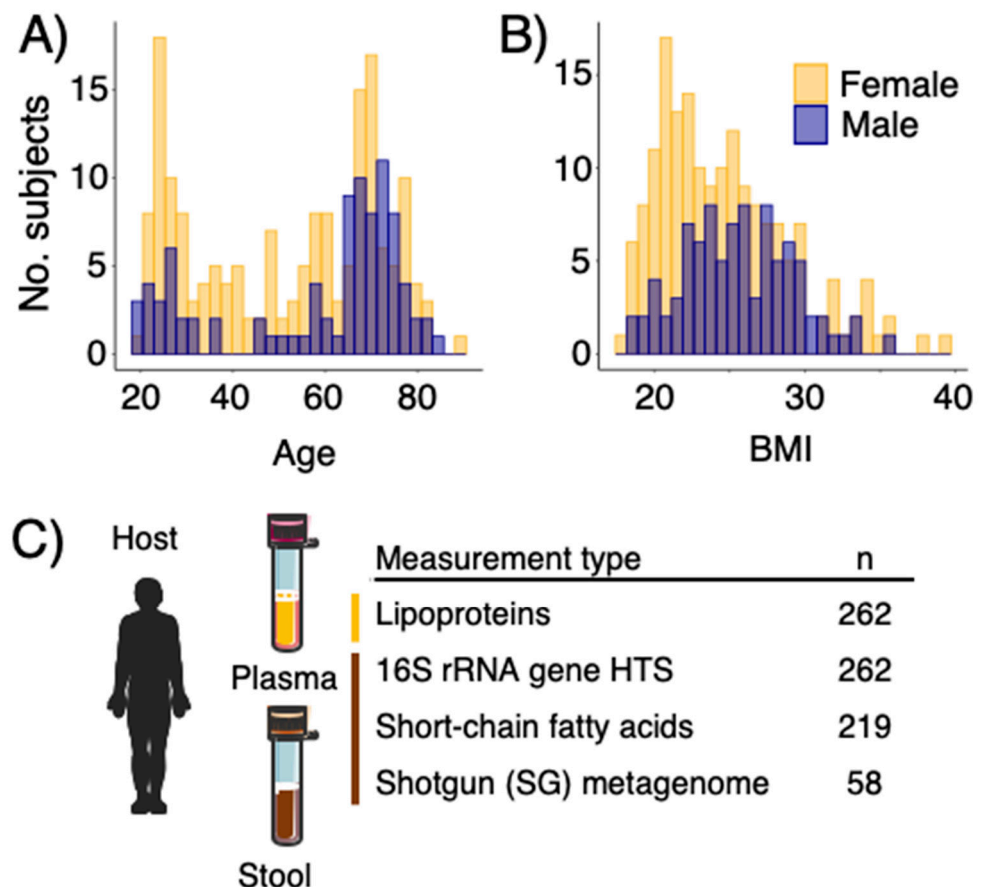 A)
No. subjects
15
10
5
0
20 40 60 80
Age
B)
15
10
5
0
20 30 40
BMI
Female
Male
C)
Host
Plasma
Stool
Measurement type n
Lipoproteins 262
16S rRNA gene HTS 262
Short-chain fatty acids 219
Shotgun (SG) metagenome 58